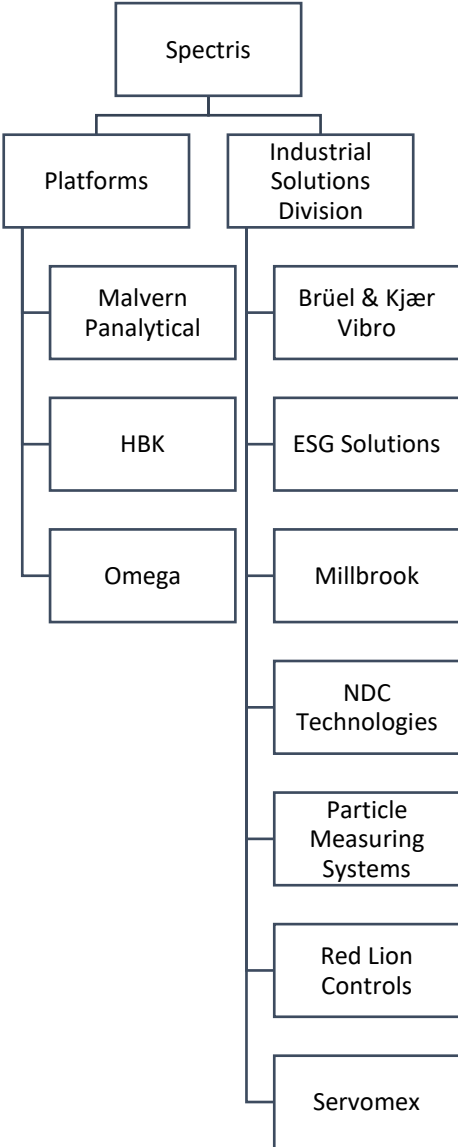 Spectris
Platforms
Industrial
Solutions
Division
Malvern
Panalytical
HBK
Omega
Brüel & Kjær
Vibro
ESG Solutions
Millbrook
NDC
Technologies
Particle
Measuring
Systems
Red Lion
Controls
Servomex